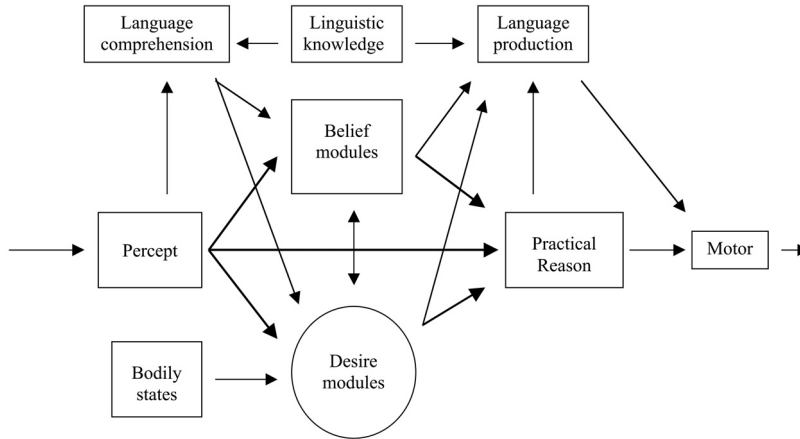 Language
comprehension
Linguistic
knowledge
Language
production
Belief
modules
Percept
Practical
Reason
Motor
Bodily
states
Desire
modules